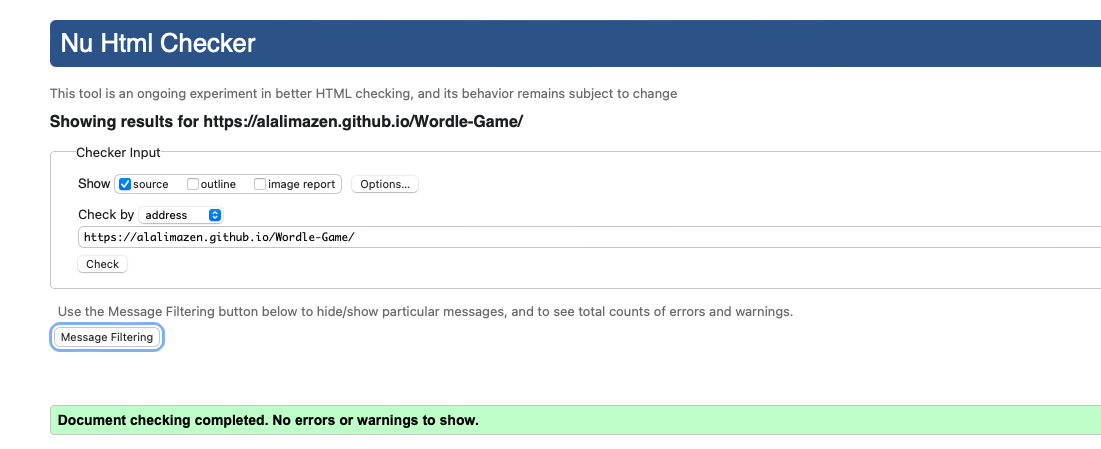 Nu Html Checker
This tool is an ongoing experiment in better HTML checking, and its behavior remains subject to change
Showing results for https://alalimazen.github.io/Wordle-Game/
Checker Input
Show source outline image report Options...
Check by address
https://alalimazen.github.io/Wordle-Game/
Check
Use the Message Filtering button below to hide/show particular messages, and to see total counts of errors and warnings.
Message Filtering
Document checking completed. No errors or warnings to show.